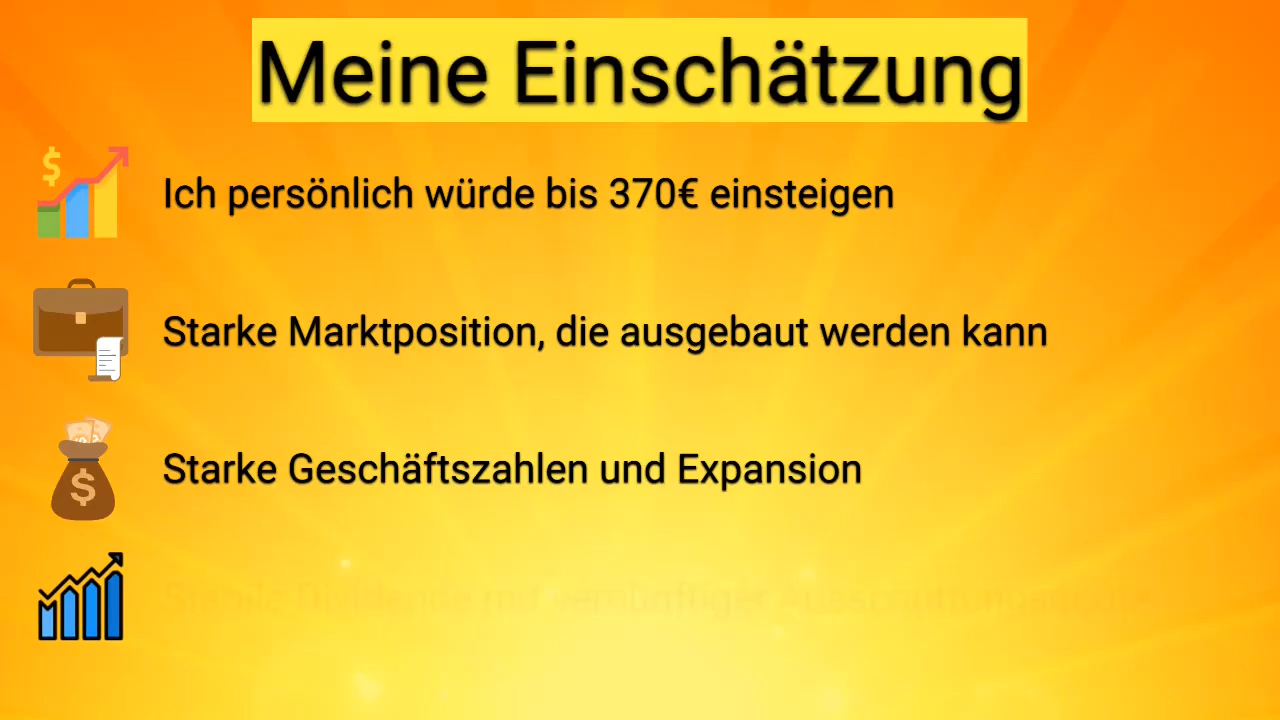 Meine Einschätzung
Ich persönlich würde bis 370€ einsteigen
Starke Marktposition, die ausgebaut werden kann
Starke Geschäftszahlen und Expansion